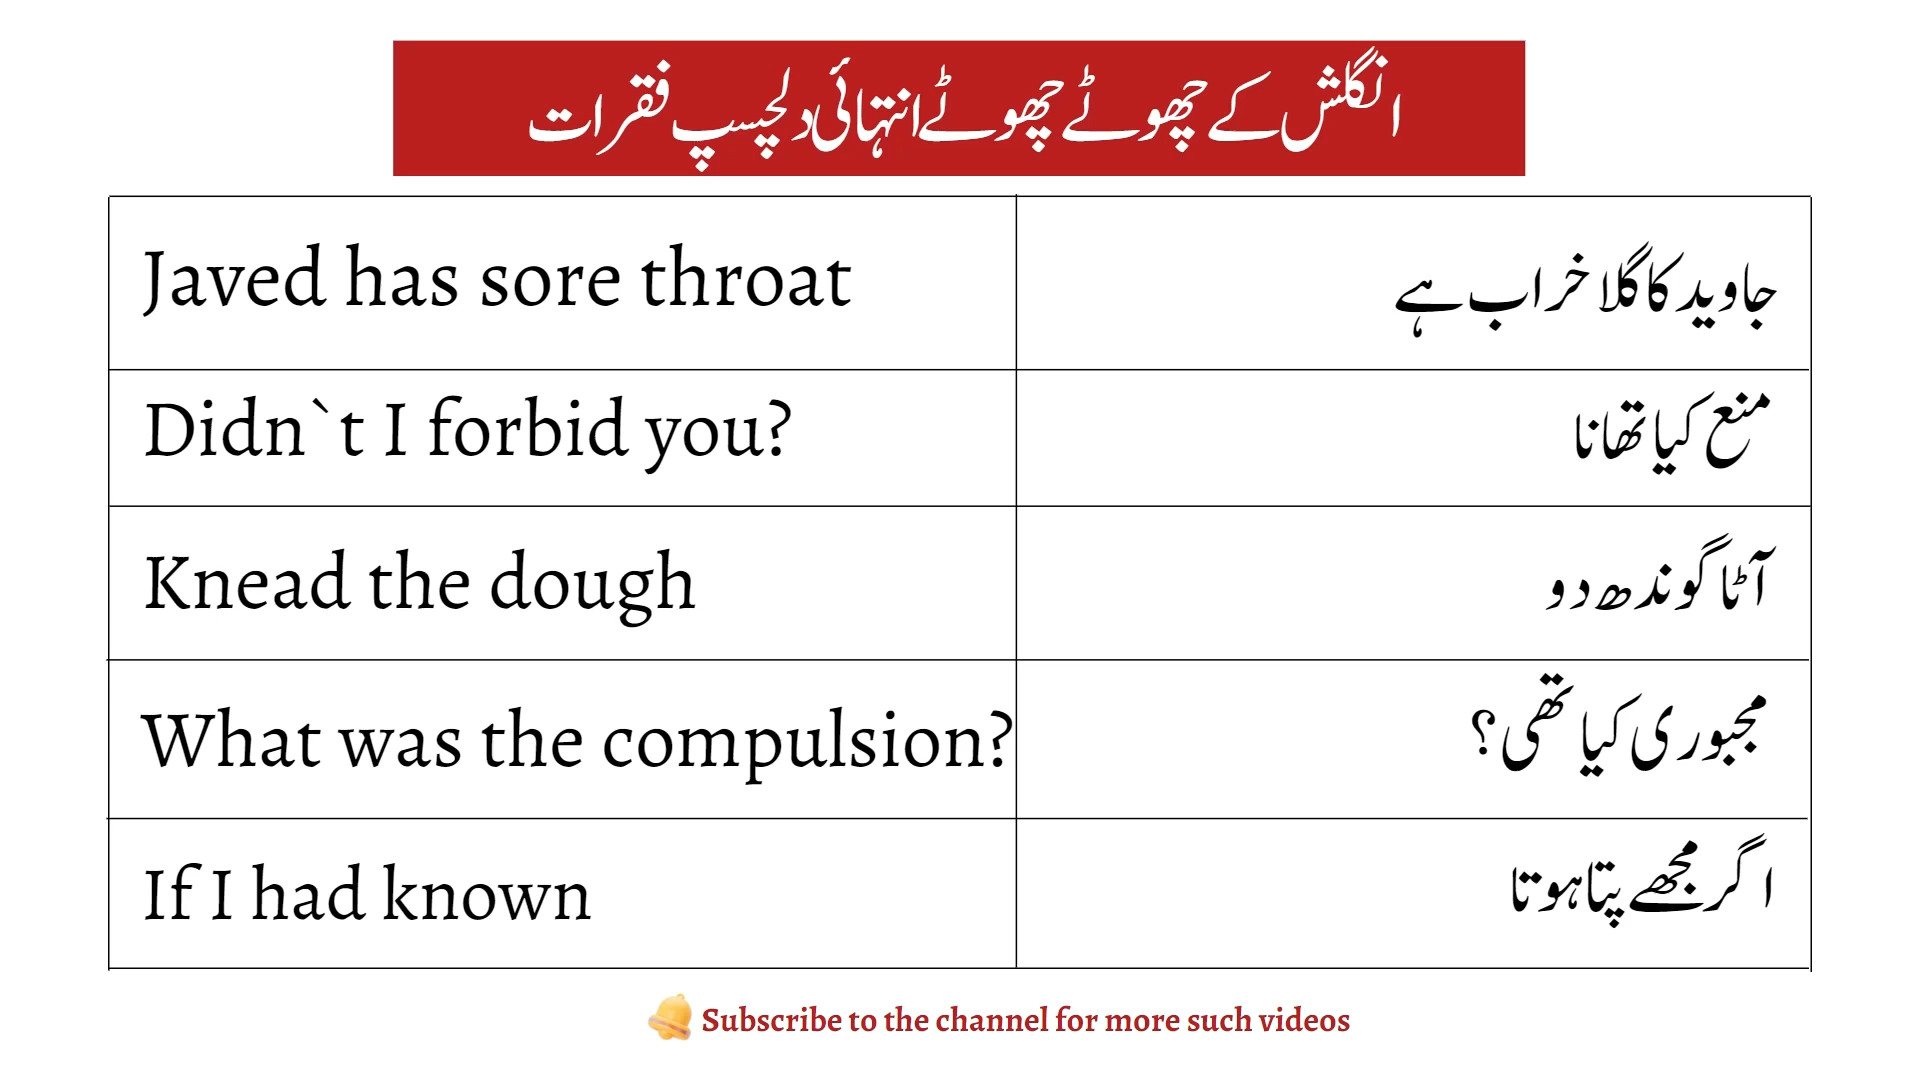 انگلش کے چھوٹے چھوٹے انتہائی دلچسپ فقرات
Javed has sore throat
جاوید کا گلا خراب ہے
Didn`t I forbid you?
منع کیا تھا نا
Knead the dough
آٹا گوندھ دو
What was the compulsion?
مجبوری کیا تھی؟
If I had known
اگر مجھے پتا ہوتا
Subscribe to the channel for more such videos